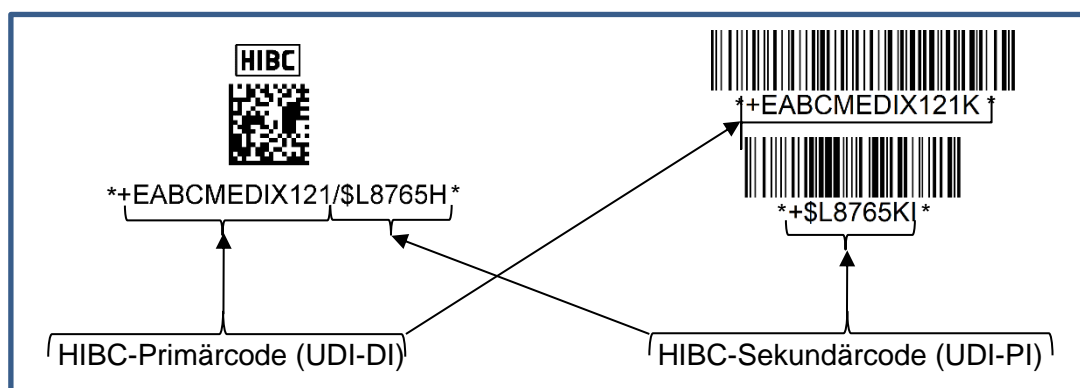 HIBC
*+EABCMEDIX121/$L8765H*
*+EABCMEDIX121K *
*+$L8765KI *
HIBC-Primärcode (UDI-DI)
HIBC-Sekundärcode (UDI-PI)